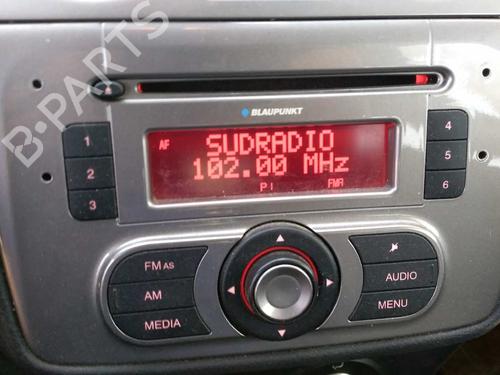 B-PARTS
BLAUPUNKT
AF
SUDRADIO
102.00 MHz
PI FMA
1
2
3
4
5
6
FM AS
AM
MEDIA
AUDIO
MENU